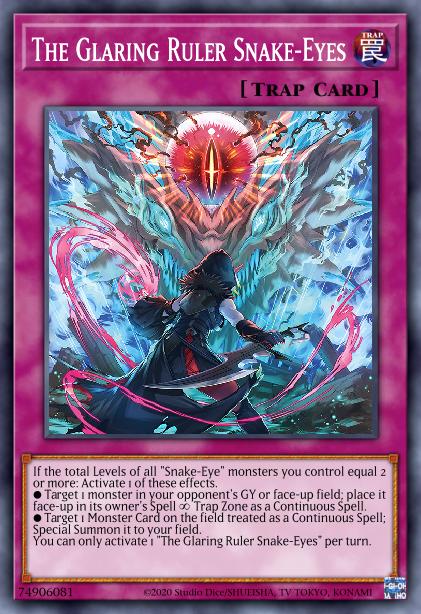 The Glaring Ruler Snake-Eyes
TRAP
罠
[Trap Card]
If the total Levels of all "Snake-Eye" monsters you control equal 2
or more: Activate 1 of these effects.
●Target 1 monster in your opponent's GY or face-up field; place it
face-up in its owner's Spell ∞ Trap Zone as a Continuous Spell.
●Target 1 Monster Card on the field treated as a Continuous Spell;
Special Summon it to your field.
You can only activate 1 "The Glaring Ruler Snake-Eyes" per turn.
74906081
©2020 Studio Dice/SHUEISHA, TV TOKYO, KONAMI